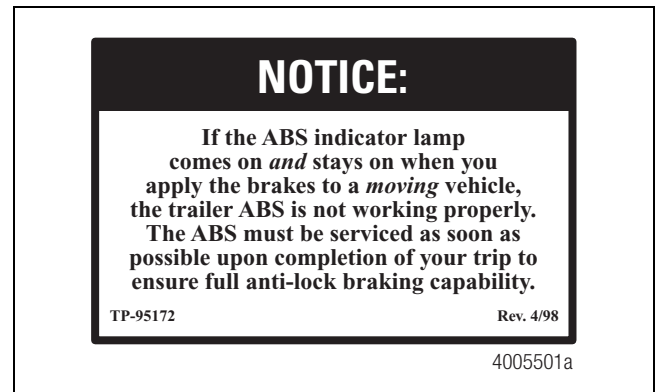 NOTICE:
If the ABS indicator lamp
comes on and stays on when you
apply the brakes to a moving vehicle,
the trailer ABS is not working properly.
The ABS must be serviced as soon as
possible upon completion of your trip to
ensure full anti-lock braking capability.
TP-95172 Rev. 4/98
4005501a